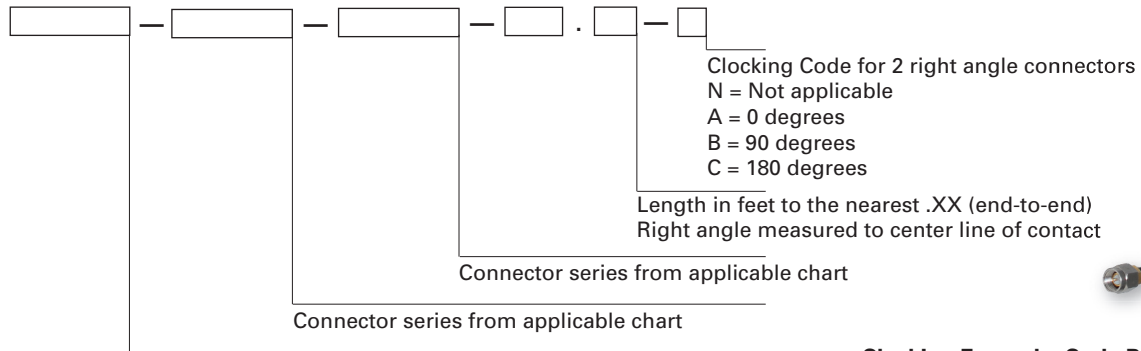 — — — . —
Clocking Code for 2 right angle connectors
N = Not applicable
A = 0 degrees
B = 90 degrees
C = 180 degrees
Length in feet to the nearest .XX (end-to-end)
Right angle measured to center line of contact
Connector series from applicable chart
Connector series from applicable chart